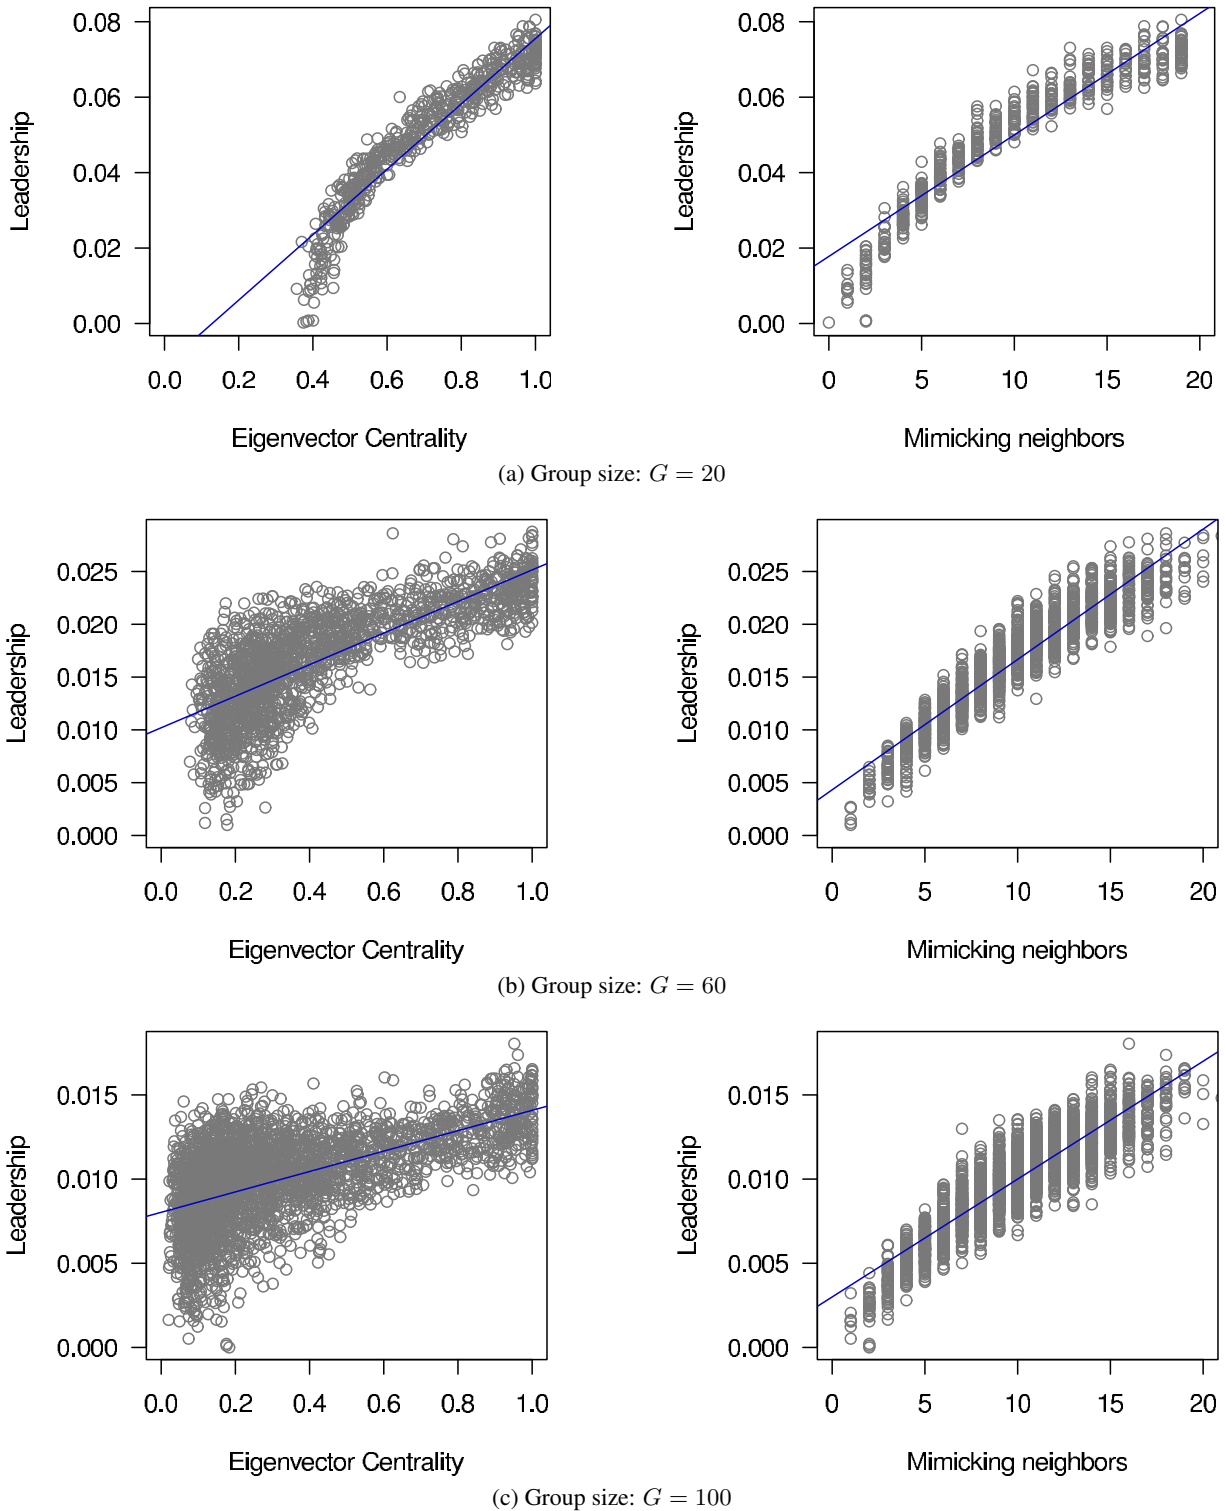 0.08
0.06
0.04
0.02
0.00
Leadership
0.0 0.2 0.4 0.6 0.8 1.0
Eigenvector Centrality
0.08
0.06
0.04
0.02
0.00
Leadership
0 5 10 15 20
Mimicking neighbors
(a) Group size: G = 20
0.025
0.020
0.015
0.010
0.005
0.000
Leadership
0.0 0.2 0.4 0.6 0.8 1.0
Eigenvector Centrality
0.025
0.020
0.015
0.010
0.005
0.000
Leadership
0 5 10 15 20
Mimicking neighbors
(b) Group size: G = 60
0.015
0.010
0.005
0.000
Leadership
0.0 0.2 0.4 0.6 0.8 1.0
Eigenvector Centrality
0.015
0.010
0.005
0.000
Leadership
0 5 10 15 20
Mimicking neighbors
(c) Group size: G = 100